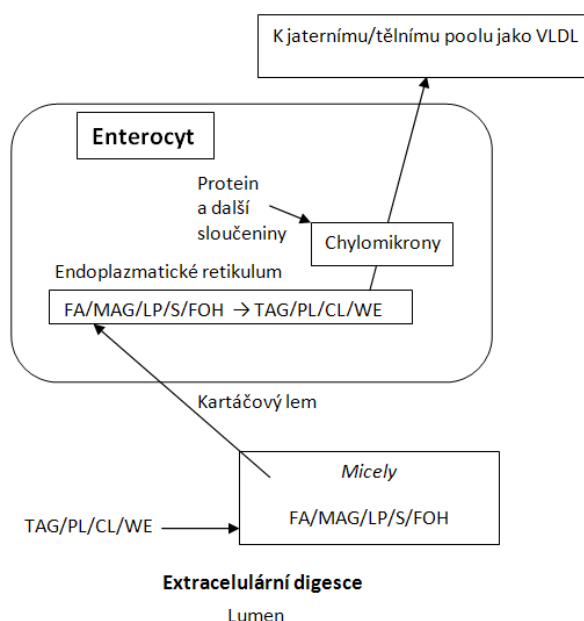 K jaternímu/tělnímu poolu jako VLDL
Enterocyt
Protein
a další
sloučeniny
Chylomikrony
Endoplazmatické retikulum
FA/MAG/LP/S/FOH → TAG/PL/CL/WE
Kartáčový lem
Micely
FA/MAG/LP/S/FOH
TAG/PL/CL/WE
Extracelulární digesce
Lumen